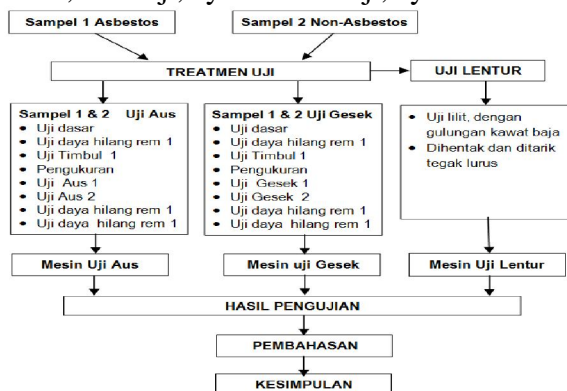 Sampel 1 Asbestos
Sampel 2 Non-Asbestos
TREATMEN UJI
UJI LENTUR
Sampel 1 & 2 Uji Aus
• Uji dasar
• Uji daya hilang rem 1
• Uji Timbul 1
• Pengukuran
• Uji Aus 1
• Uji Aus 2
• Uji daya hilang rem 1
• Uji daya hilang rem 1
Sampel 1 & 2 Uji Gesek
• Uji dasar
• Uji daya hilang rem 1
• Uji Timbul 1
• Pengukuran
• Uji Gesek 1
• Uji Gesek 2
• Uji daya hilang rem 1
• Uji daya hilang rem 1
• Uji lilit, dengan
gulungan kawat baja
• Dihentak dan ditarik
tegak lurus
Mesin Uji Aus
Mesin uji Gesek
Mesin Uji Lentur
HASIL PENGUJIAN
PEMBAHASAN
KESIMPULAN